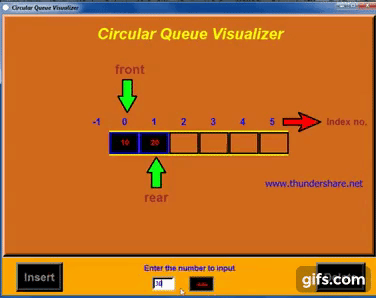 Circular Queue Visualizer
Circular Queue Visualizer
front
-1 0 1 2 3 4 5 Index no.
10 20
rear
www.thundershare.net
Insert
Enter the number to input
30
gifs.com